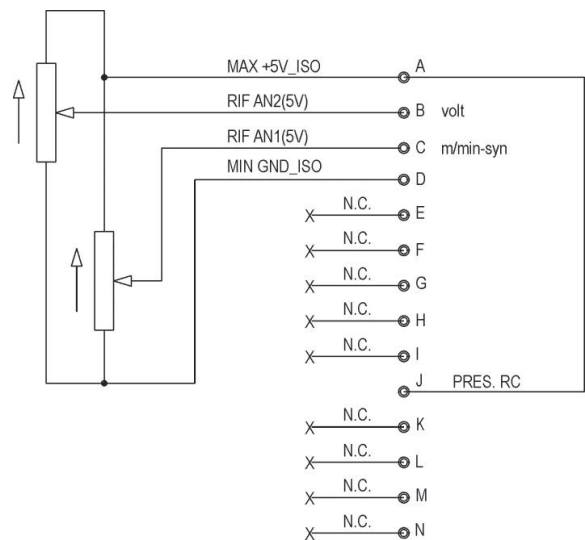 MAX +5V_ISO A
RIF AN2(5V) B volt
RIF AN1(5V) C m/min-syn
MIN GND_ISO D
X N.C. E
X N.C. F
X N.C. G
X N.C. H
X N.C. I
J PRES. RC
X N.C. K
X N.C. L
X N.C. M
X N.C. N